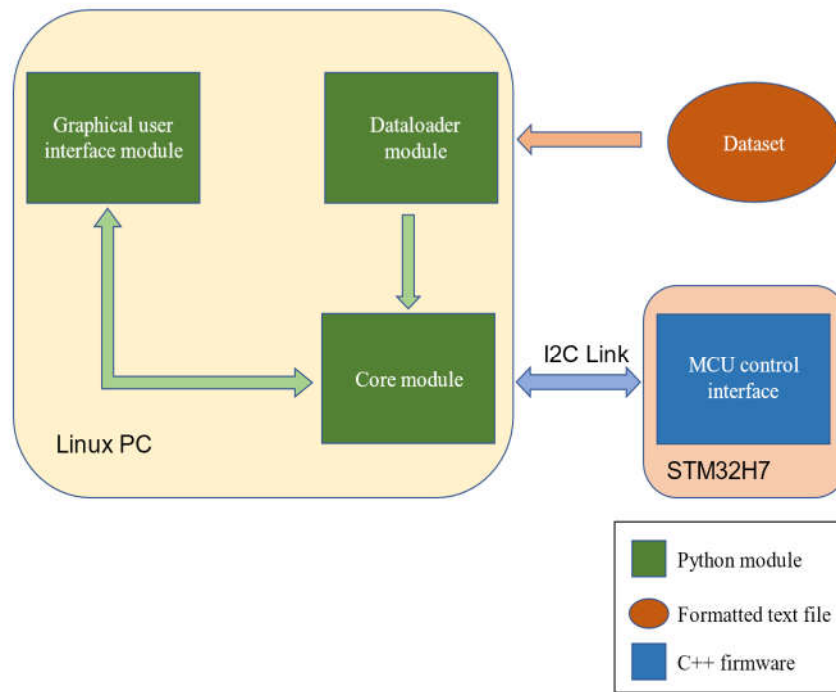 Graphical user
interface module
Dataloader
module
Dataset
Core module
I2C Link
MCU control
interface
Linux PC
STM32H7
Python module
Formatted text file
C++ firmware